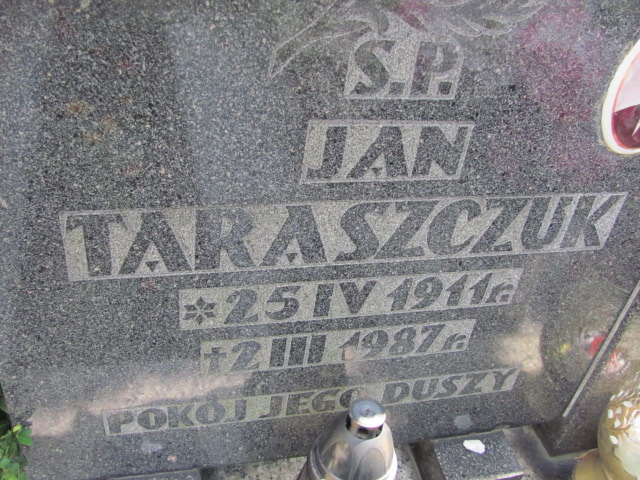 Ś.P.
JAN
TARASZCZUK
* 25 IV 1911 r.
† 2 III 1987 r.
POKÓJ JEGO DUSZY